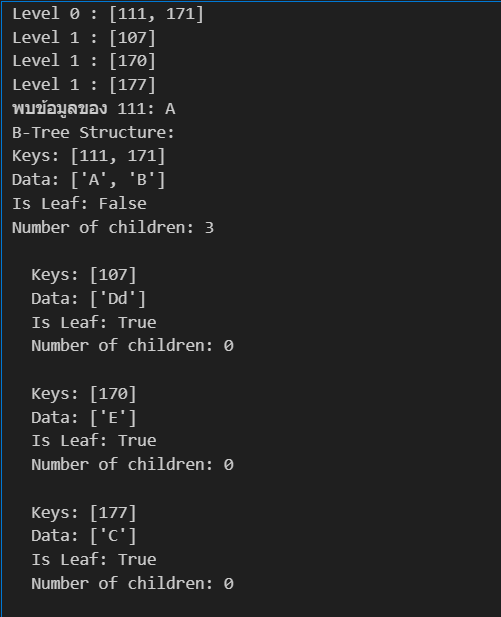 Level 0 : [111, 171]
Level 1 : [107]
Level 1 : [170]
Level 1 : [177]
พบข้อมูลของ 111: A
B-Tree Structure:
Keys: [111, 171]
Data: ['A', 'B']
Is Leaf: False
Number of children: 3
Keys: [107]
Data: ['Dd']
Is Leaf: True
Number of children: 0
Keys: [170]
Data: ['E']
Is Leaf: True
Number of children: 0
Keys: [177]
Data: ['C']
Is Leaf: True
Number of children: 0